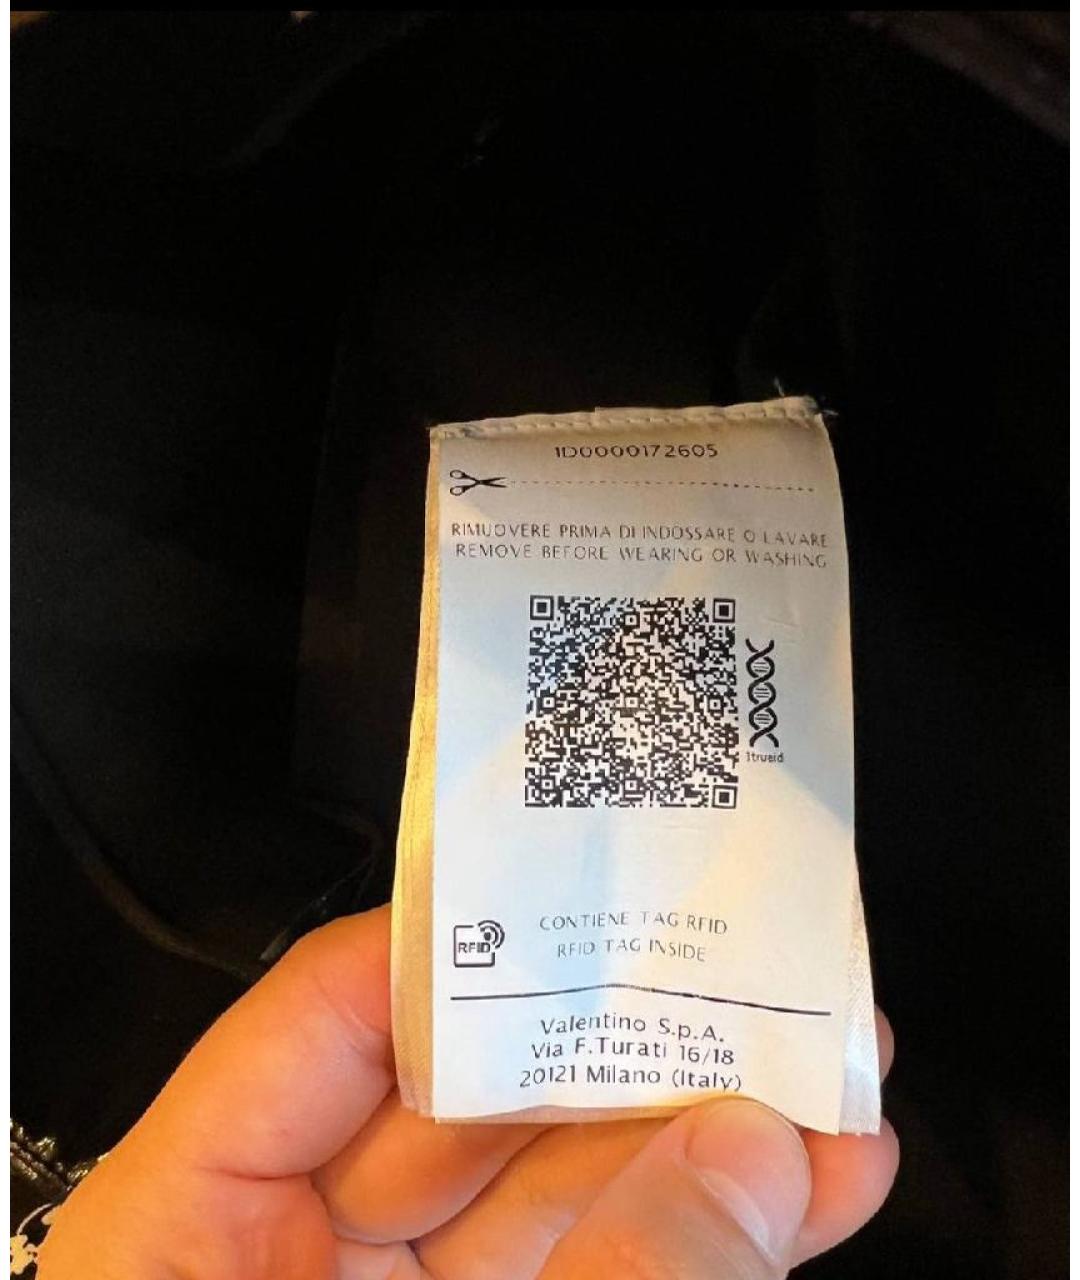 1D0000172605
RIMUOVERE PRIMA DI INDOSSARE O LAVARE
REMOVE BEFORE WEARING OR WASHING
1trueid
RFID
CONTIENE TAG RFID
RFID TAG INSIDE
Valentino S.p.A.
Via F.Turati 16/18
20121 Milano (Italy)